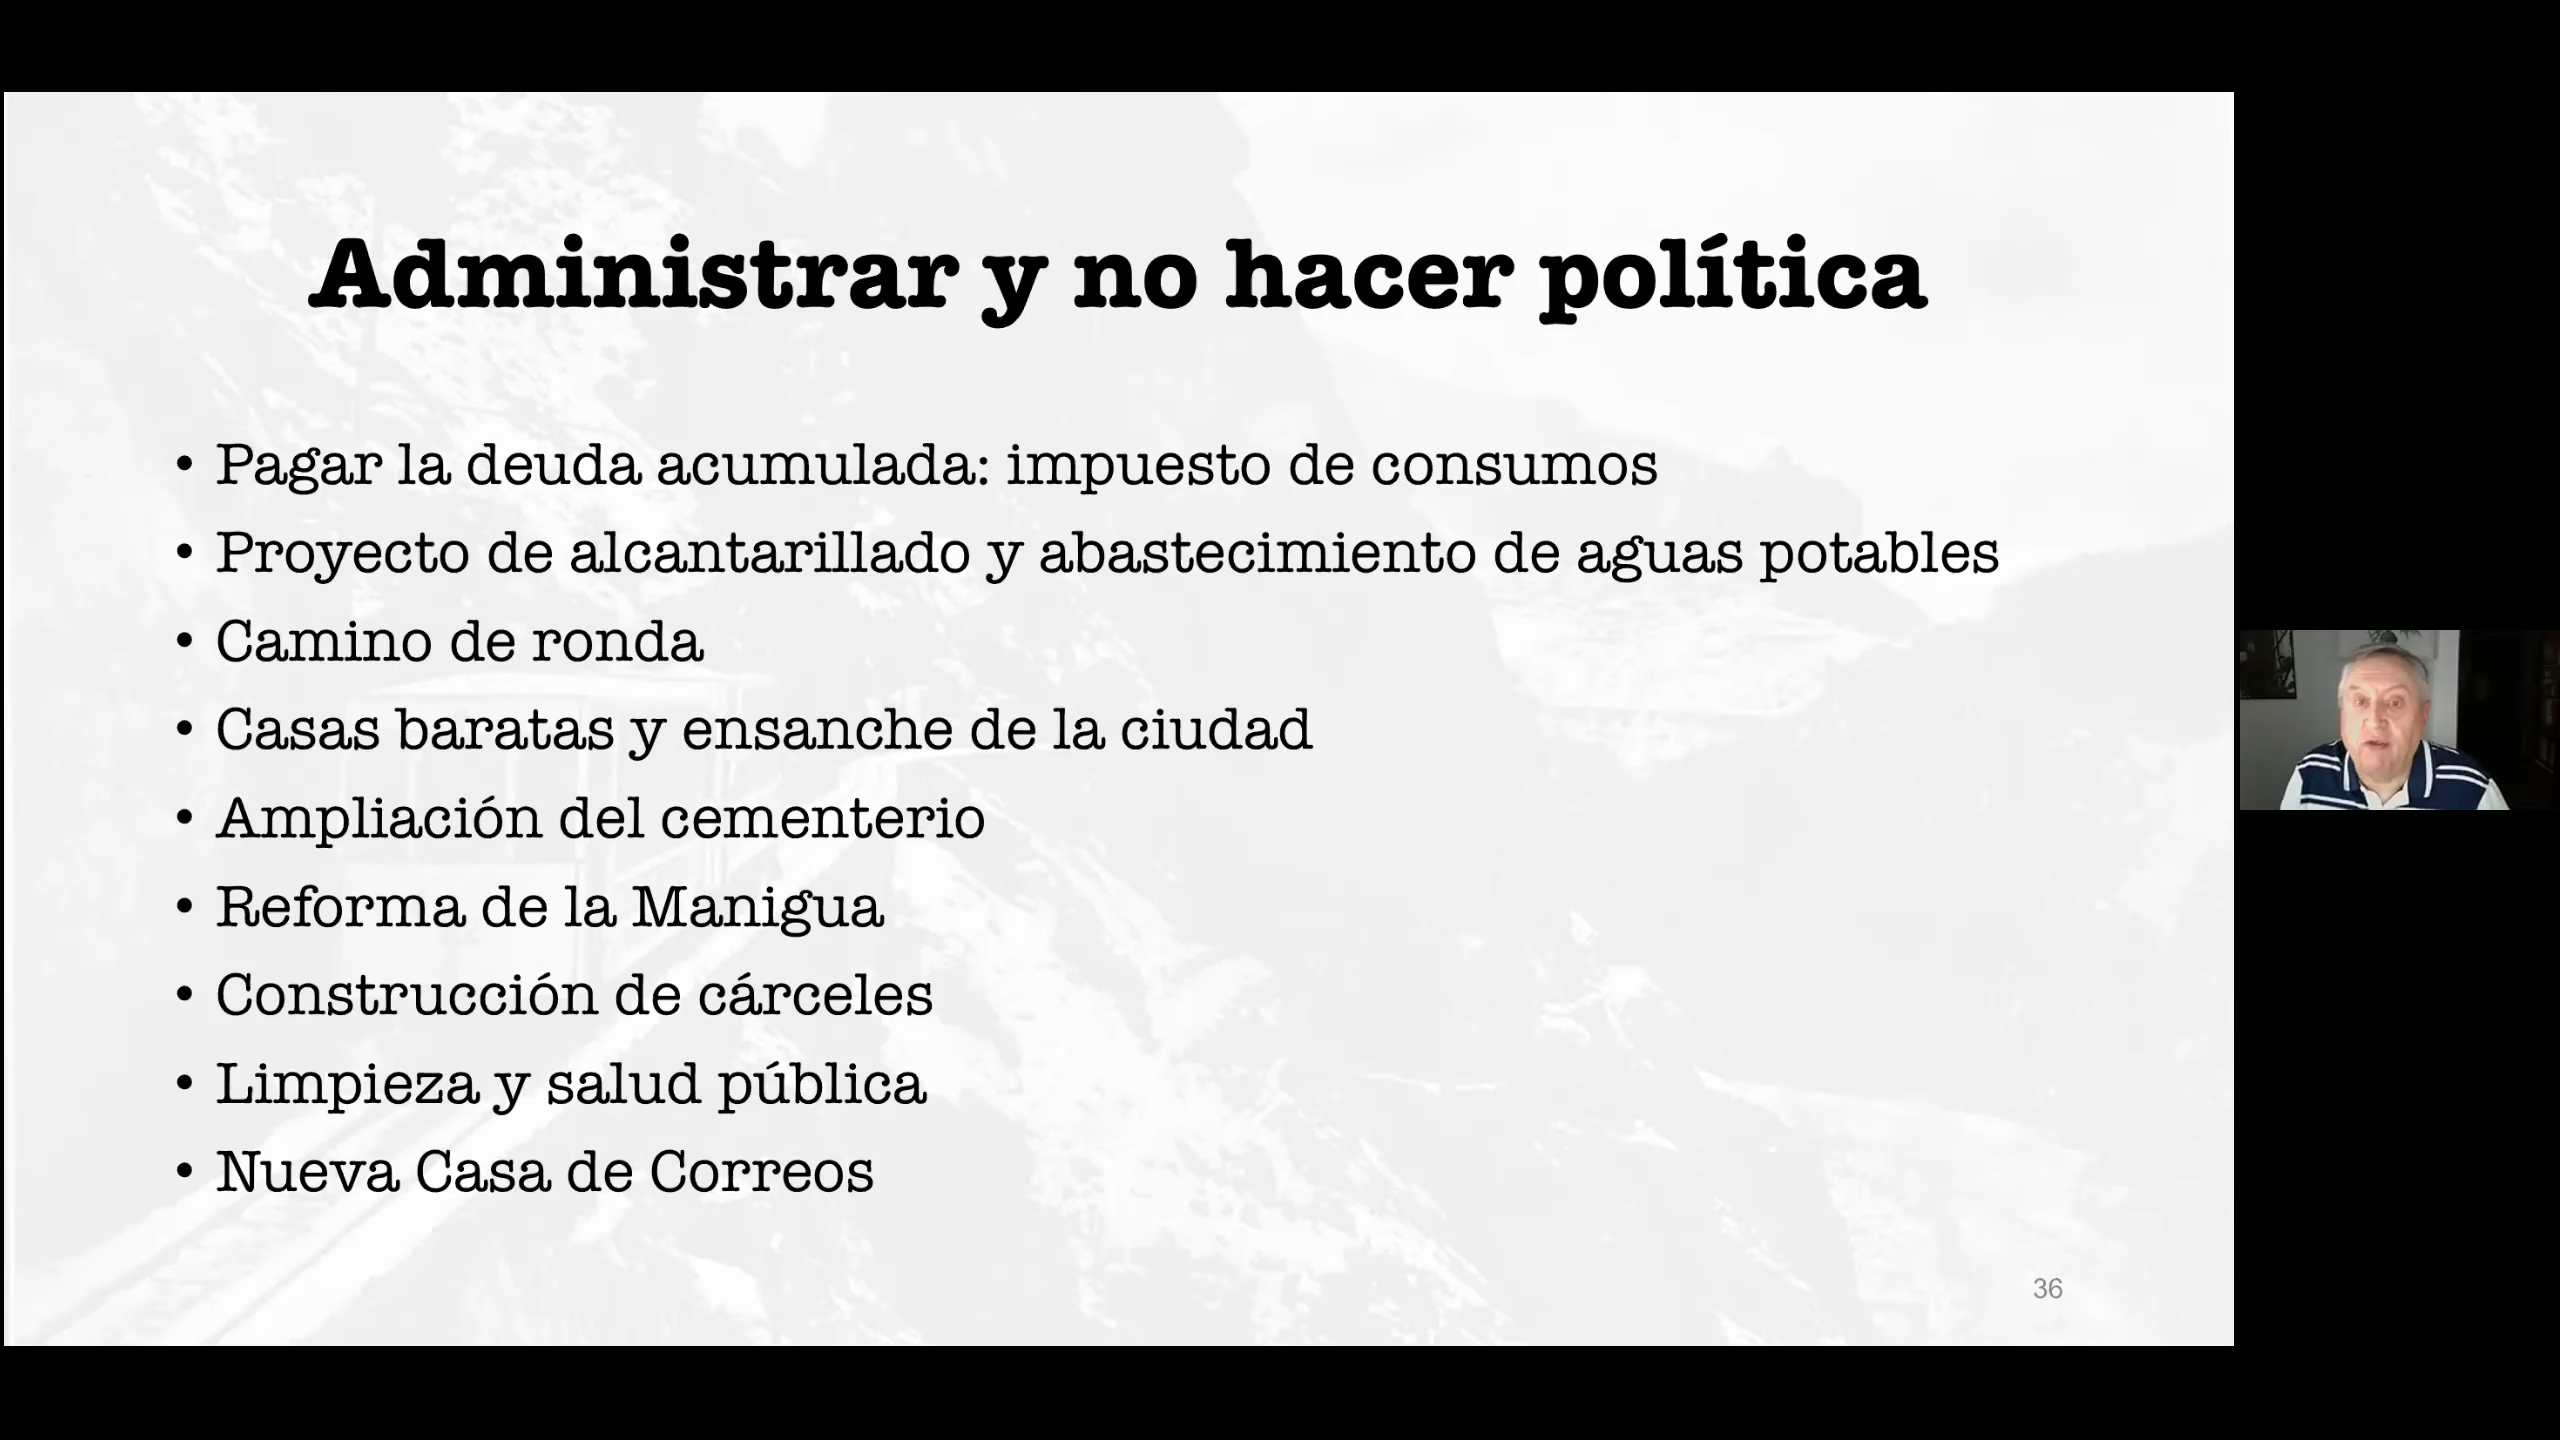 Administrar y no hacer política
• Pagar la deuda acumulada: impuesto de consumos
• Proyecto de alcantarillado y abastecimiento de aguas potables
• Camino de ronda
• Casas baratas y ensanche de la ciudad
• Ampliación del cementerio
• Reforma de la Manigua
• Construcción de cárceles
• Limpieza y salud pública
• Nueva Casa de Correos
36